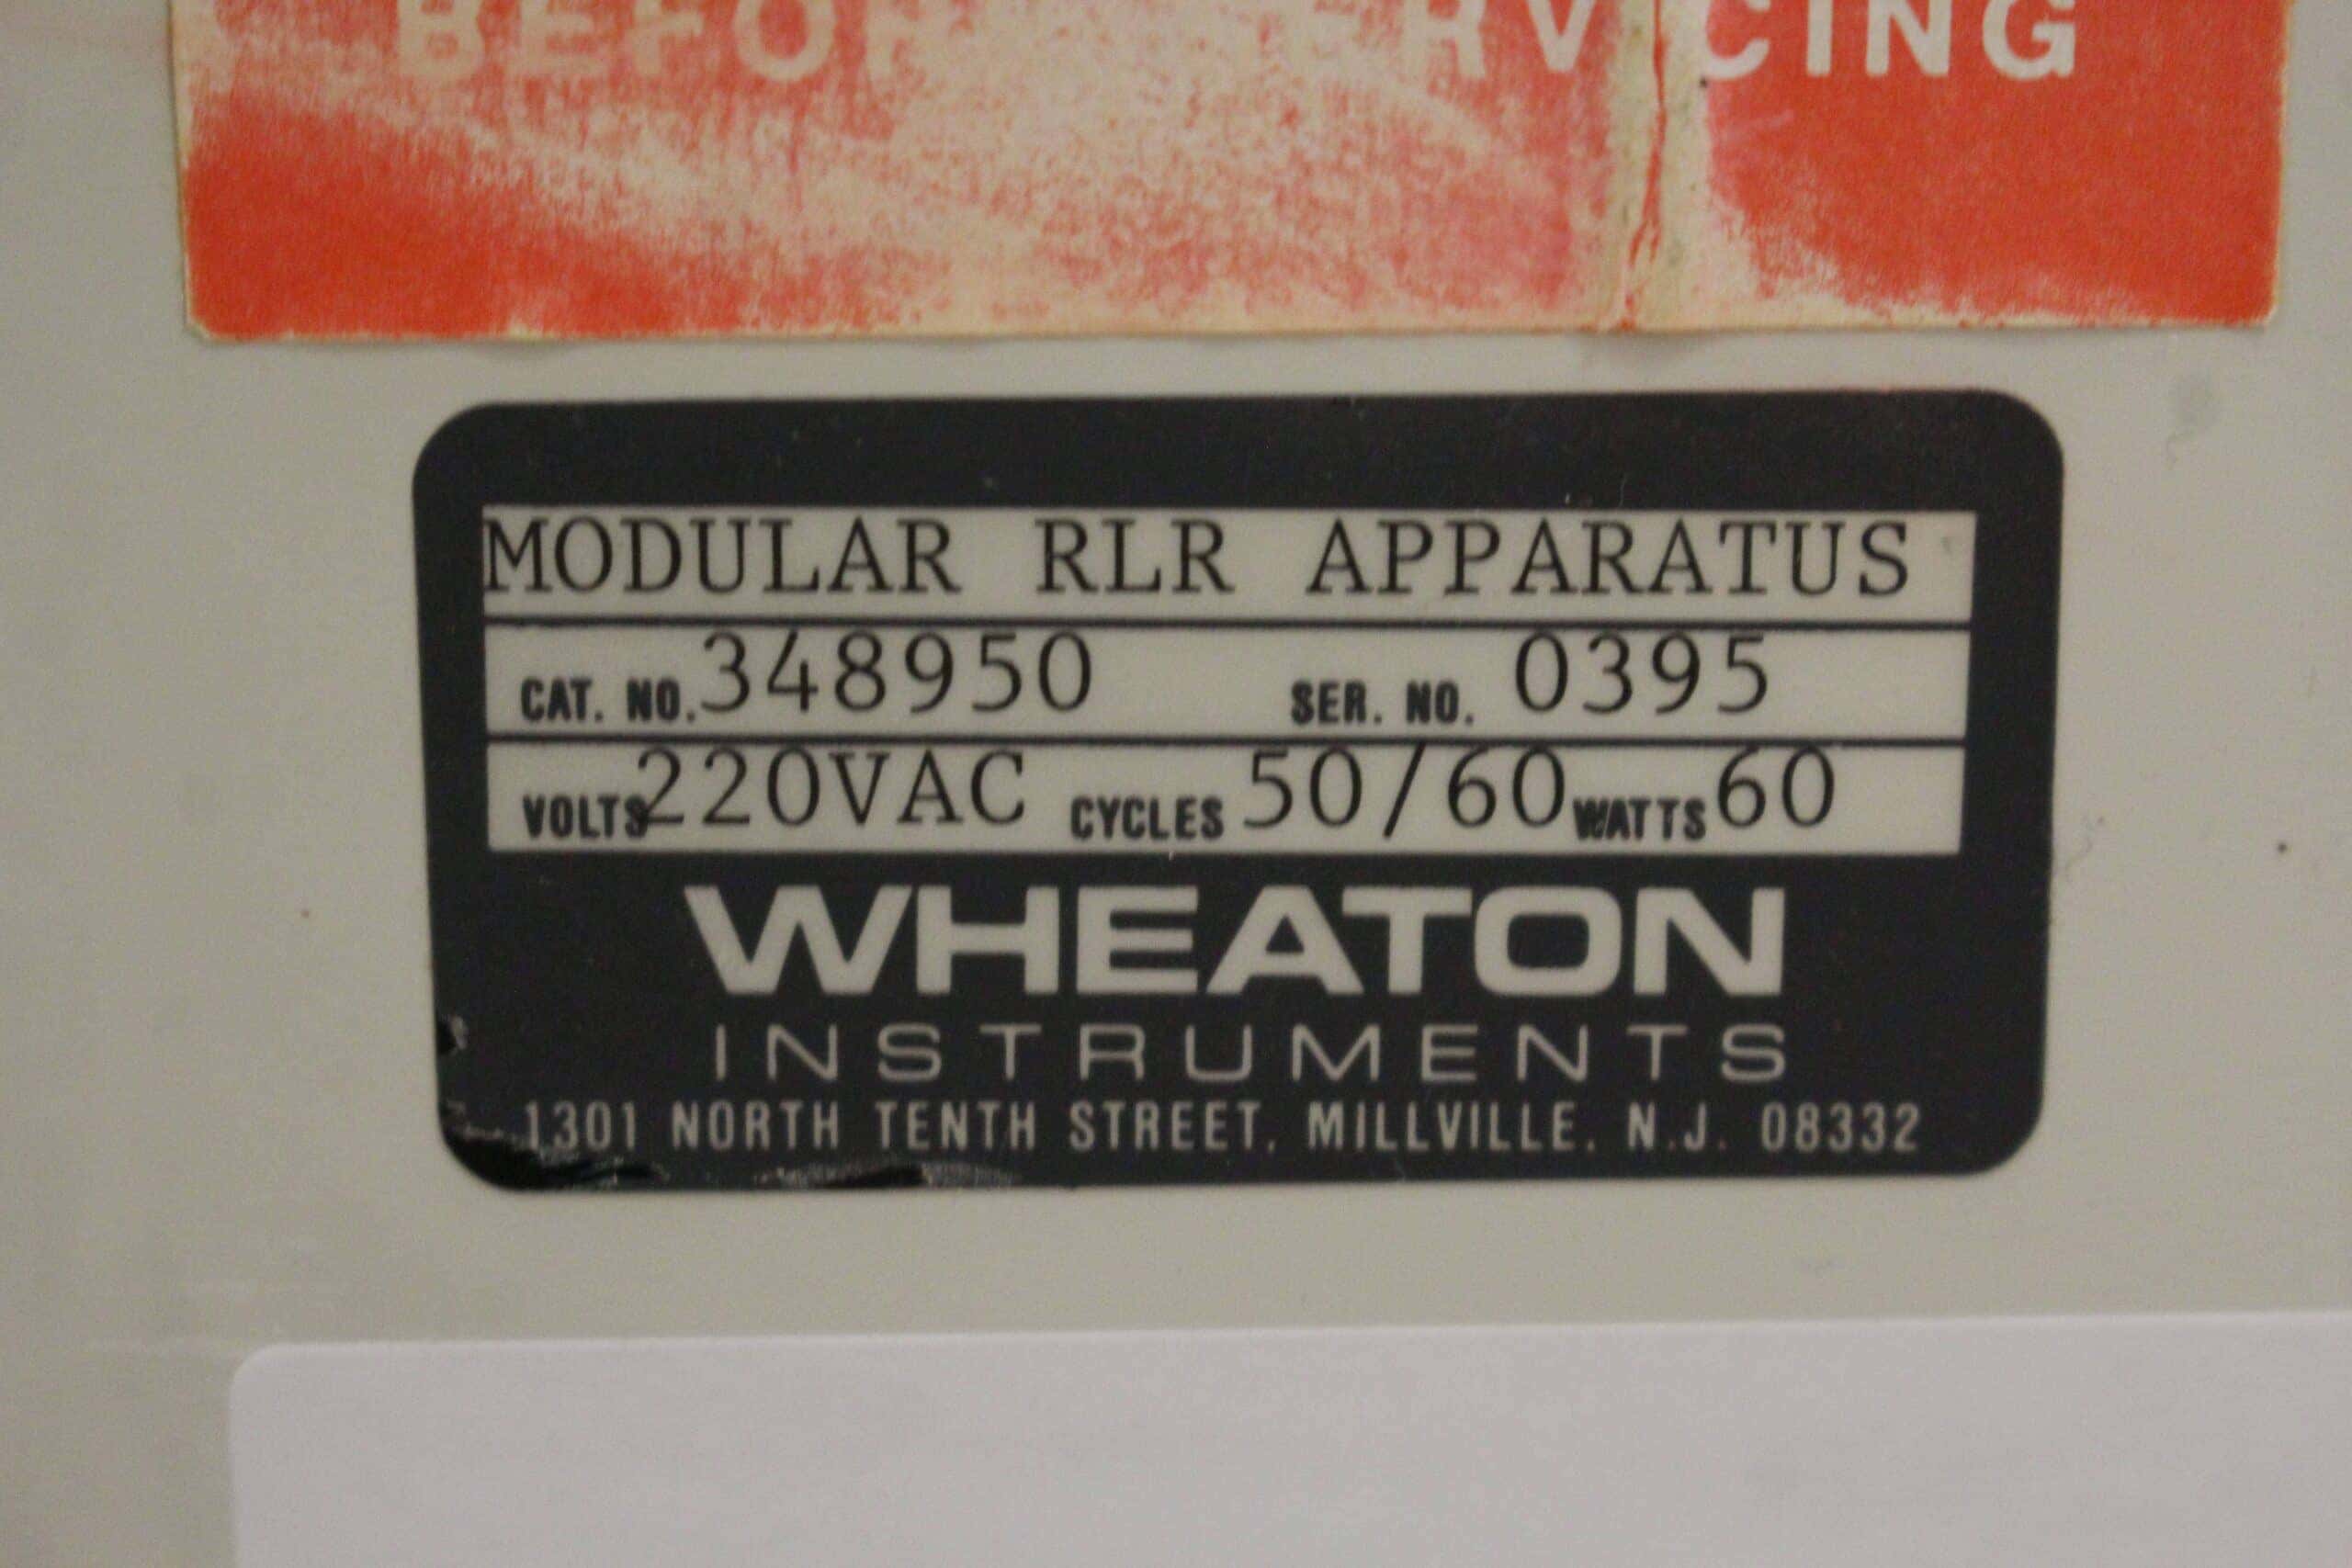 SERVICING
MODULAR RLR APPARATUS
CAT. NO. 348950 SER. NO. 0395
VOLTS 220VAC CYCLES 50/60 WATTS 60
WHEATON
INSTRUMENTS
1301 NORTH TENTH STREET, MILLVILLE, N.J. 08332